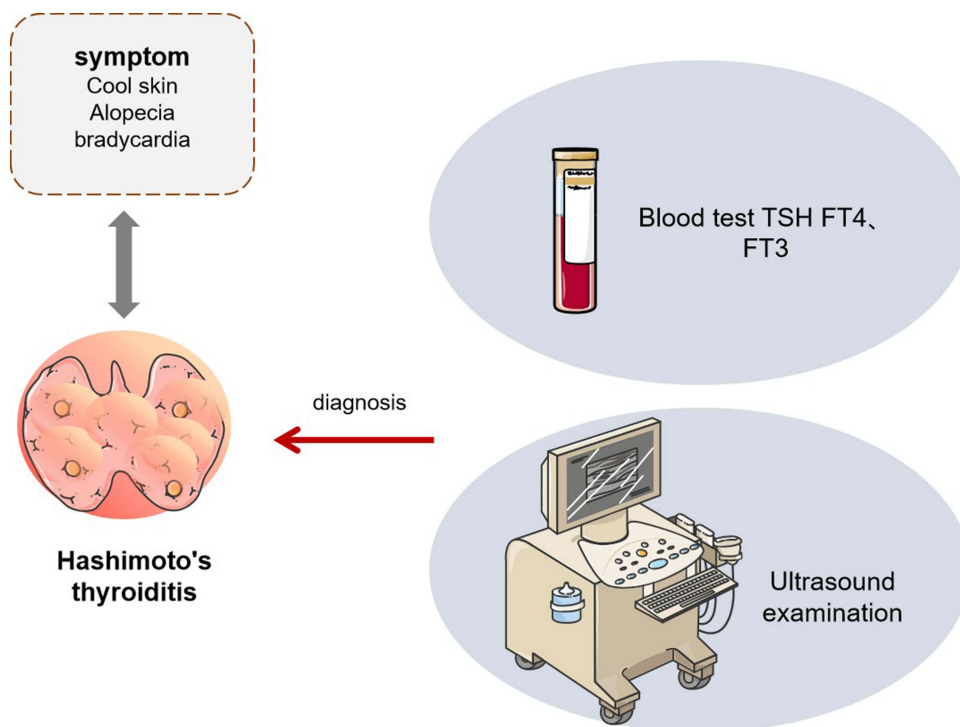 symptom
Cool skin
Alopecia
bradycardia
Blood test TSH FT4、
FT3
diagnosis
Hashimoto's
thyroiditis
Ultrasound
examination